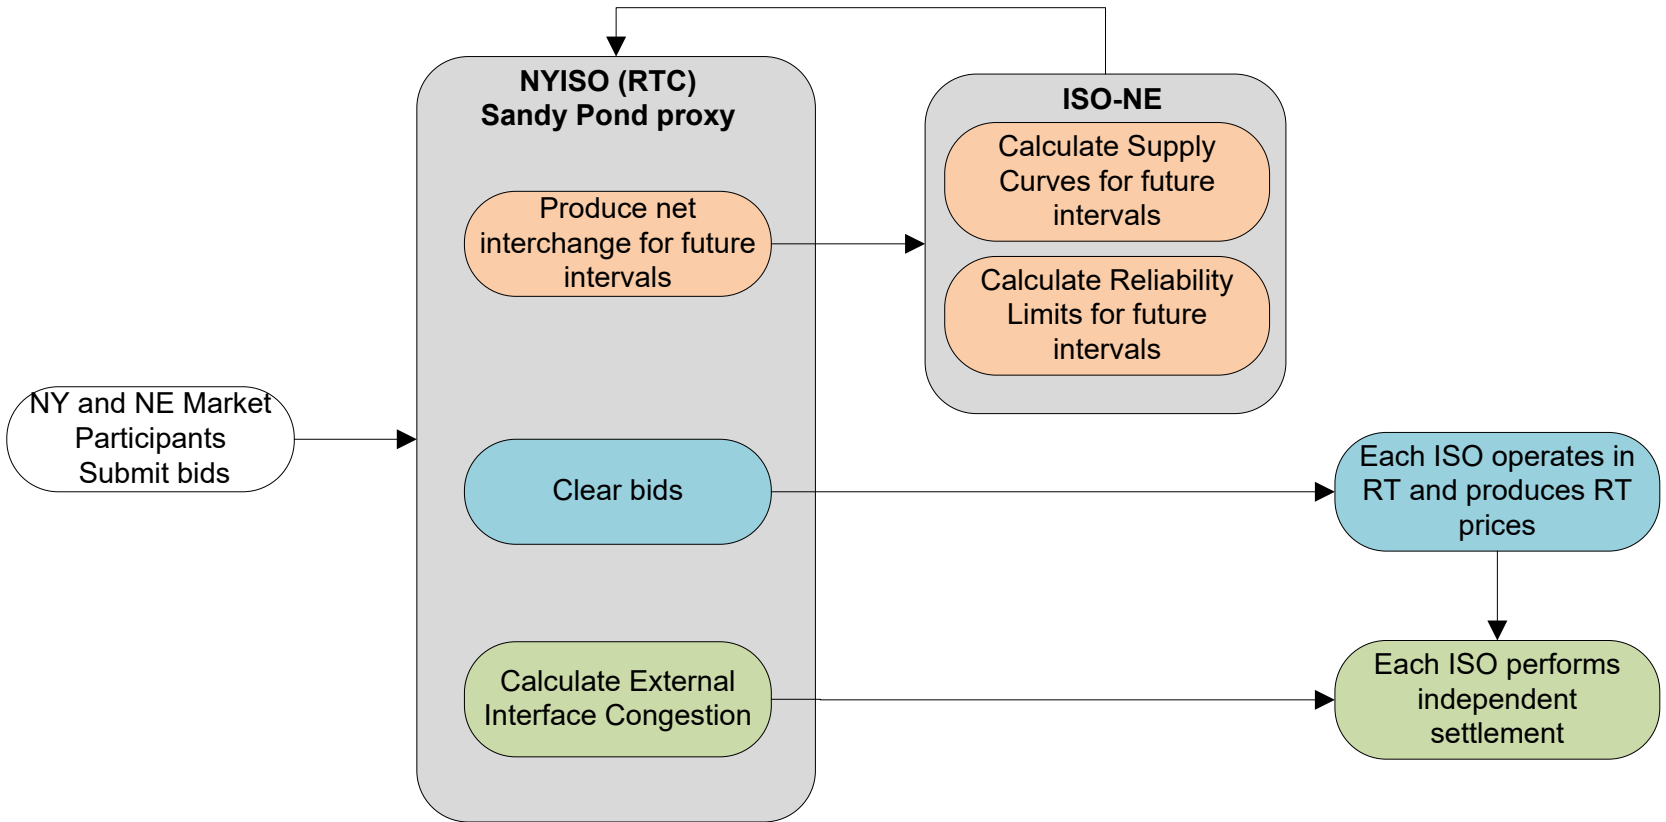 NYISO (RTC)
Sandy Pond proxy
Produce net
interchange for future
intervals
ISO-NE
Calculate Supply
Curves for future
intervals
Calculate Reliability
Limits for future
intervals
NY and NE Market
Participants
Submit bids
Clear bids
Each ISO operates in
RT and produces RT
prices
Calculate External
Interface Congestion
Each ISO performs
independent
settlement